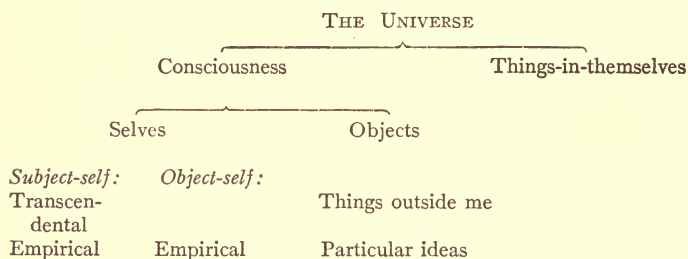 THE UNIVERSE
Consciousness Things-in-themselves
Selves Objects
Subject-self: Object-self:
Transcen- Things outside me
dental
Empirical Empirical Particular ideas